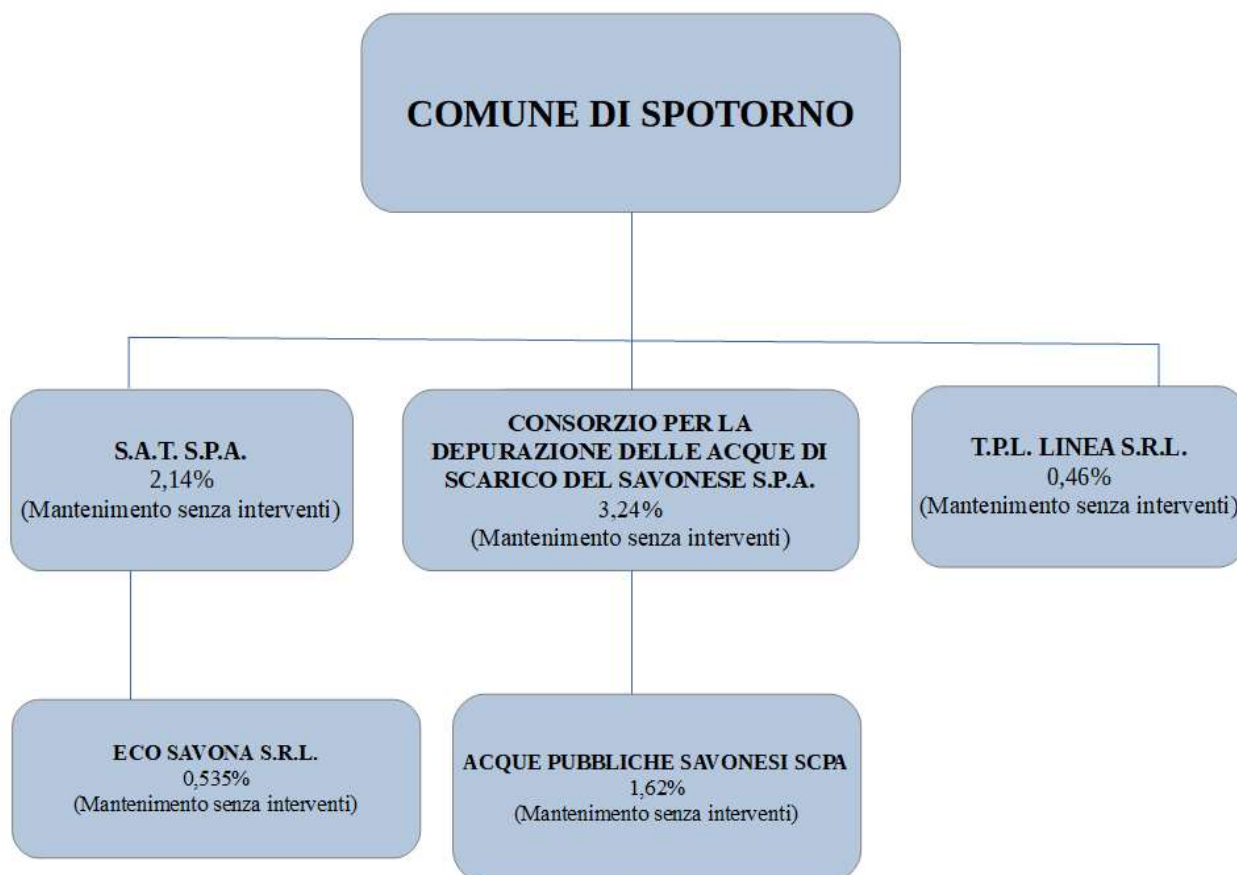 COMUNE DI SPOTORNO
S.A.T. S.P.A.
2,14%
(Mantenimento senza interventi)
CONSORZIO PER LA
DEPURAZIONE DELLE ACQUE DI
SCARICO DEL SAVONESE S.P.A.
3,24%
(Mantenimento senza interventi)
T.P.L. LINEA S.R.L.
0,46%
(Mantenimento senza interventi)
ECO SAVONA S.R.L.
0,535%
(Mantenimento senza interventi)
ACQUE PUBBLICHE SAVONESI SCPA
1,62%
(Mantenimento senza interventi)